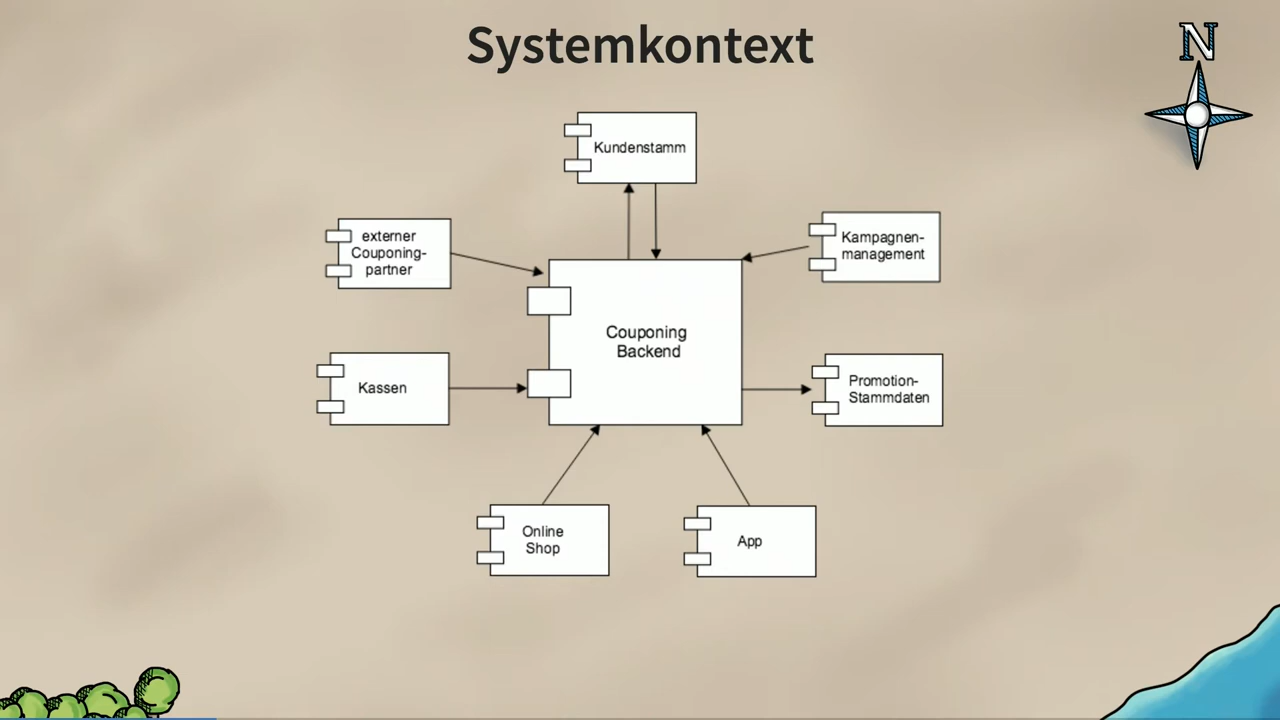 Systemkontext
N
Kundenstamm
externer
Couponing-
partner
Kampagnen-
management
Couponing
Backend
Kassen
Promotion-
Stammdaten
Online
Shop
App